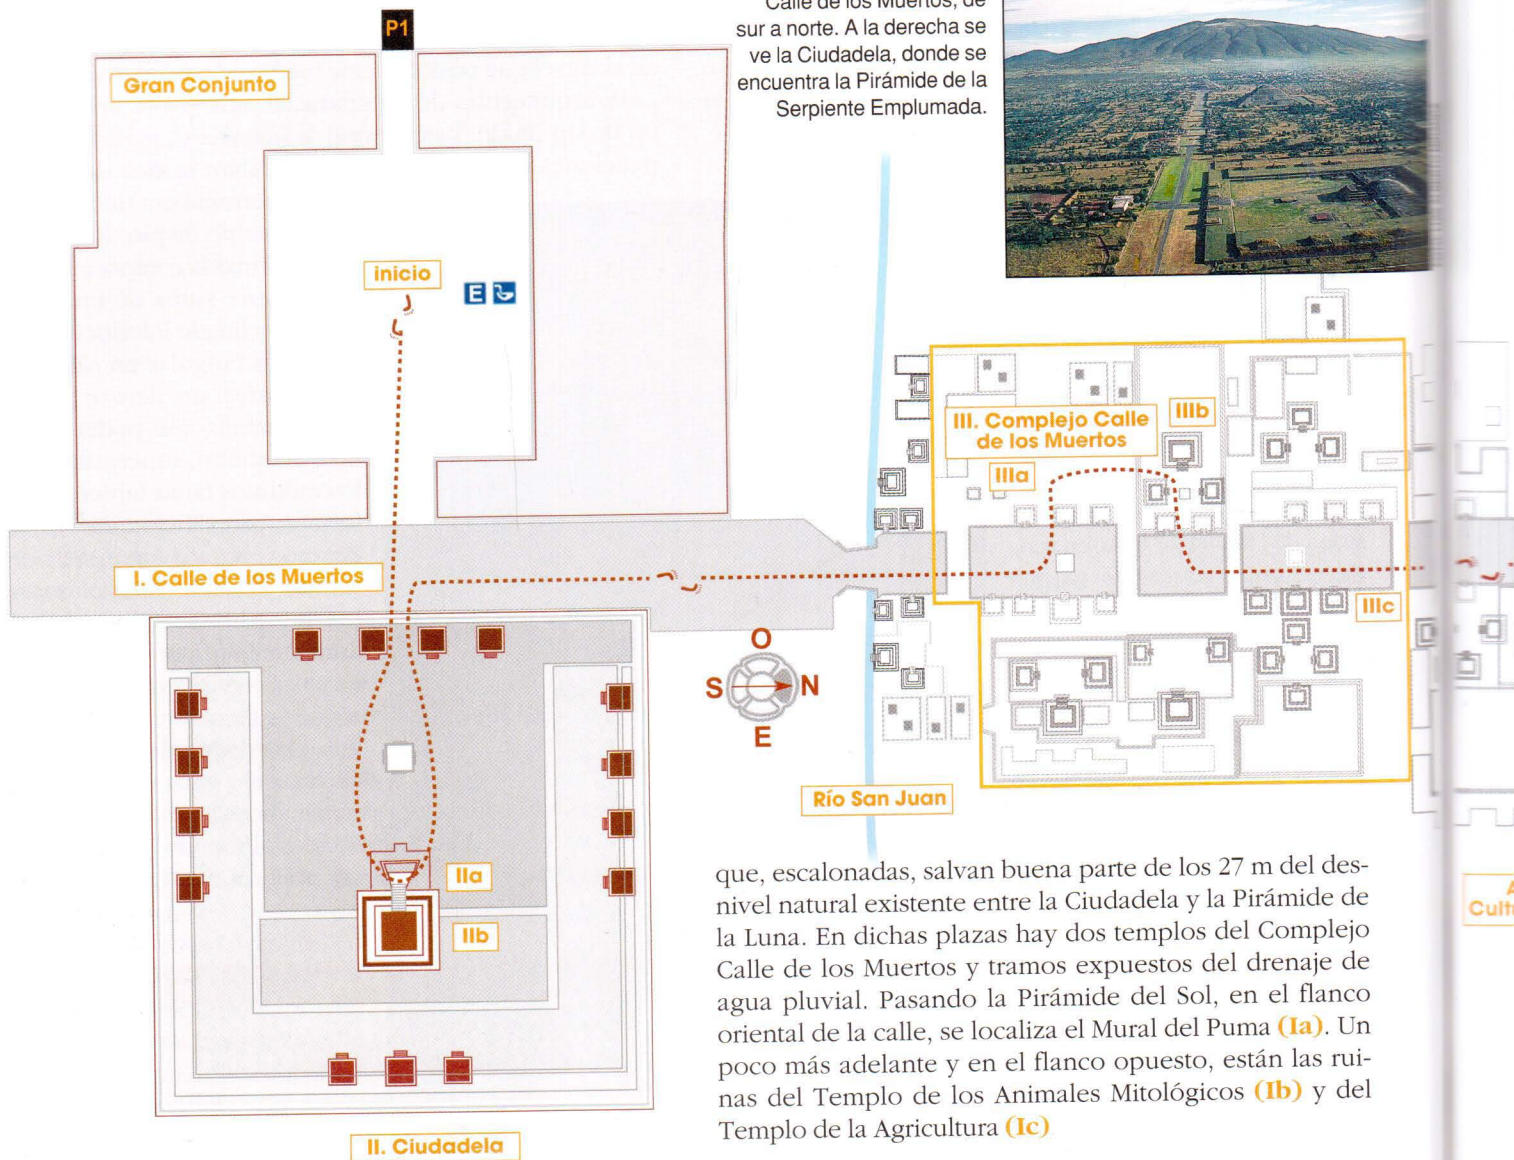 P1
Calle de los Muertos, de
sur a norte. A la derecha se
ve la Ciudadela, donde se
encuentra la Pirámide de la
Serpiente Emplumada.
Gran Conjunto
inicio
E
III. Complejo Calle
de los Muertos
IIIb
IIIa
I. Calle de los Muertos
IIIc
O
S
N
E
Río San Juan
IIa
IIb
II. Ciudadela
que, escalonadas, salvan buena parte de los 27 m del des-
nivel natural existente entre la Ciudadela y la Pirámide de
la Luna. En dichas plazas hay dos templos del Complejo
Calle de los Muertos y tramos expuestos del drenaje de
agua pluvial. Pasando la Pirámide del Sol, en el flanco
oriental de la calle, se localiza el Mural del Puma (Ia). Un
poco más adelante y en el flanco opuesto, están las rui-
nas del Templo de los Animales Mitológicos (Ib) y del
Templo de la Agricultura (Ic)